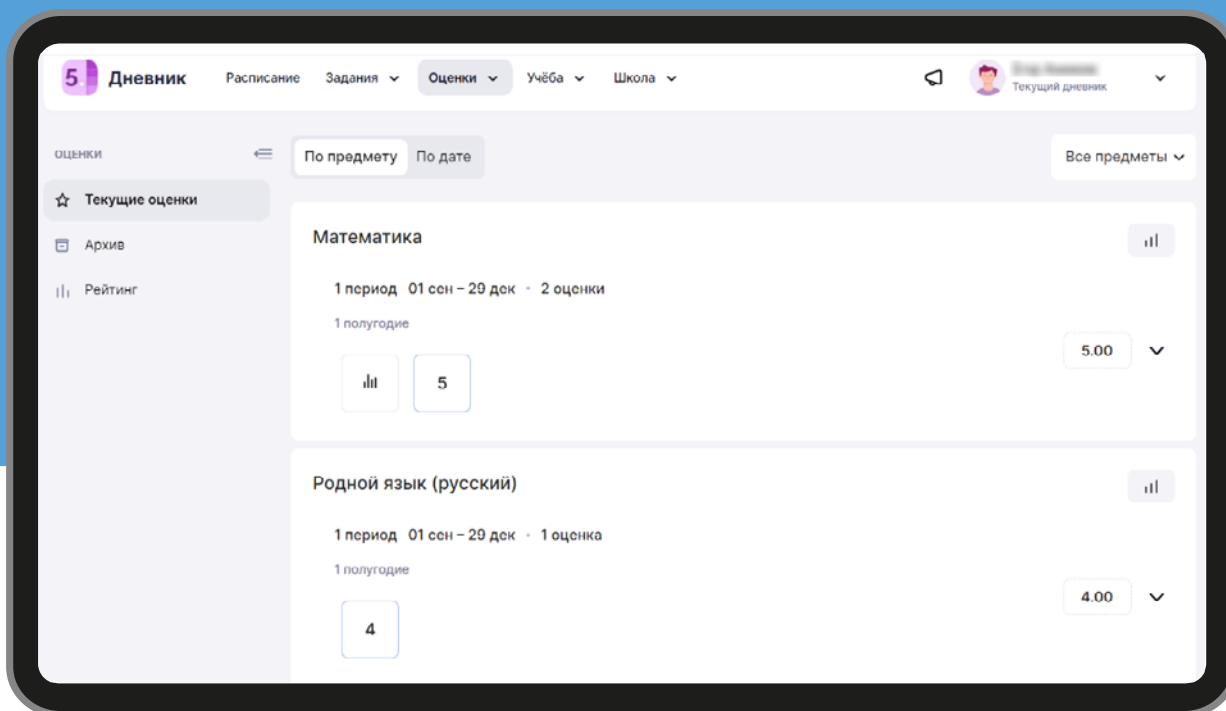 5 Дневник Расписание Задания Оценки Учёба Школа
Текущий дневник
ОЦЕНКИ
По предмету По дате
Все предметы
Текущие оценки
Архив
Рейтинг
Математика
1 период 01 сен – 29 дек · 2 оценки
1 полугодие
5
5.00
Родной язык (русский)
1 период 01 сен – 29 дек · 1 оценка
1 полугодие
4
4.00